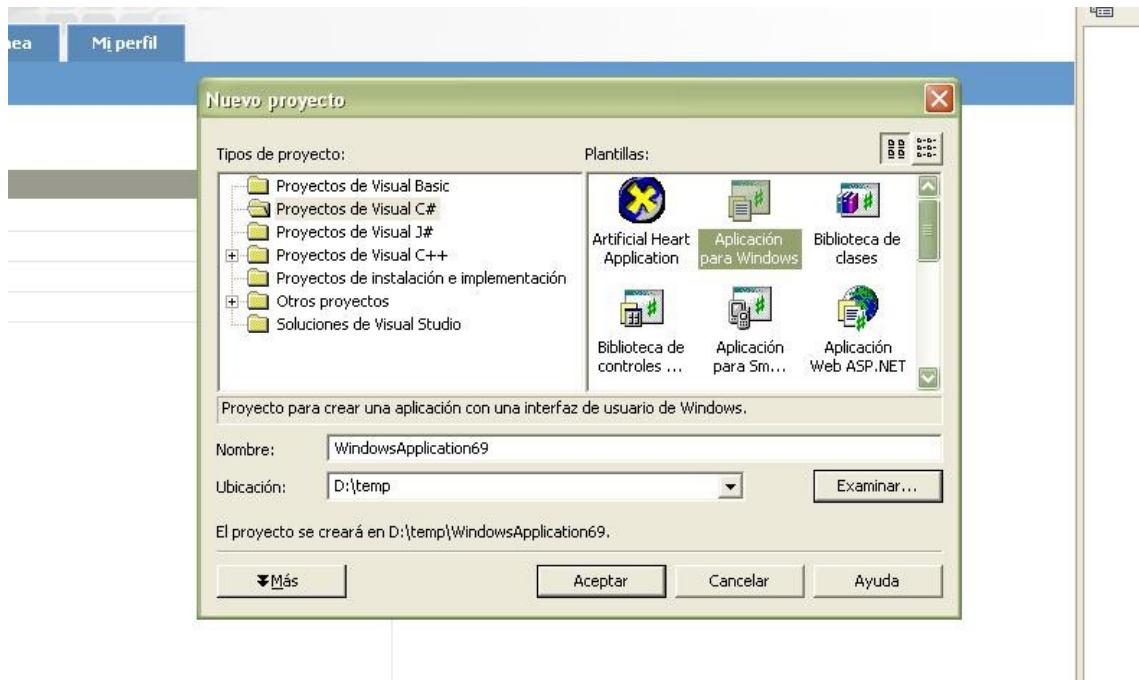 Mi perfil
Nuevo proyecto
Tipos de proyecto:
Plantillas:
Proyectos de Visual Basic
Proyectos de Visual C#
Proyectos de Visual J#
Proyectos de Visual C++
Proyectos de instalación e implementación
Otros proyectos
Soluciones de Visual Studio
Artificial Heart
Application
Aplicación
para Windows
Biblioteca de
clases
Biblioteca de
controles ...
Aplicación
para Sm...
Aplicación
Web ASP.NET
Proyecto para crear una aplicación con una interfaz de usuario de Windows.
Nombre:
WindowsApplication69
Ubicación:
D:\temp
Examinar...
El proyecto se creará en D:\temp\WindowsApplication69.
Más
Aceptar
Cancelar
Ayuda